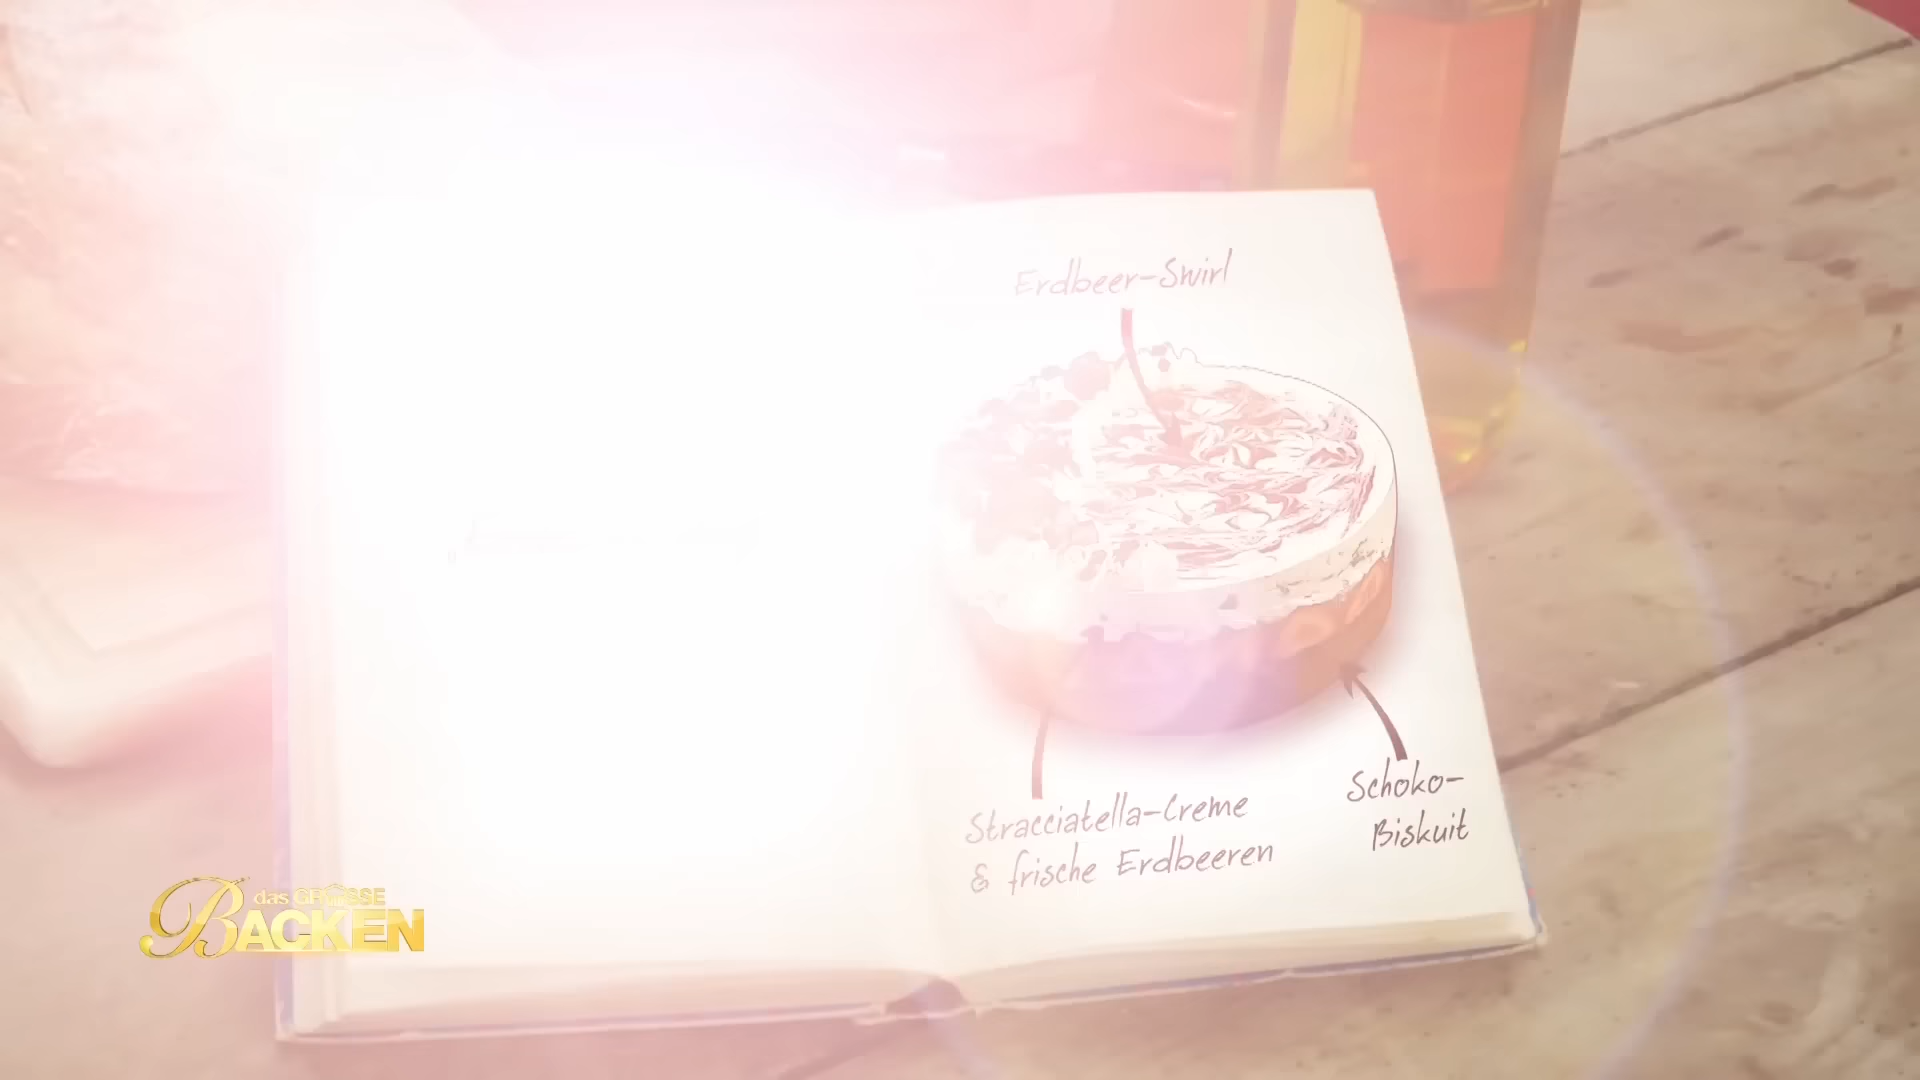 Erdbeer-Swirl
Stracciatella-Creme
& frische Erdbeeren
Schoko-
Biskuit
das GROSSE
BACKEN